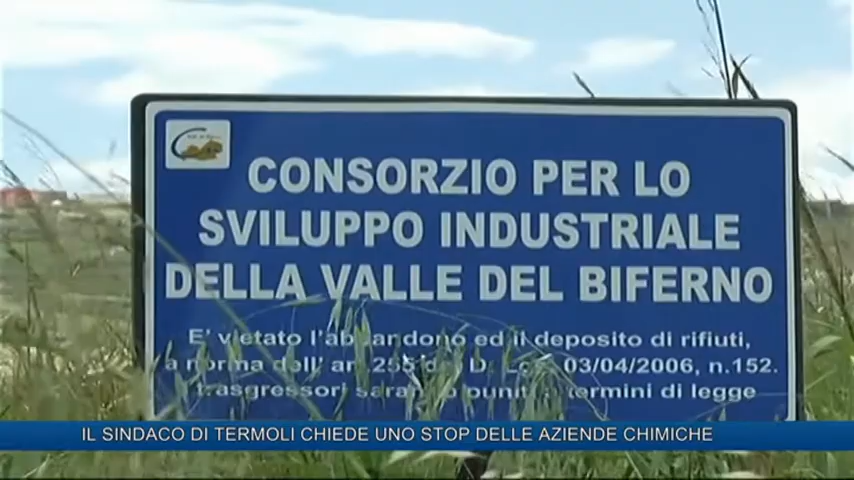 CONSORZIO PER LO
SVILUPPO INDUSTRIALE
DELLA VALLE DEL BIFERNO
E' vietato l'abbandono ed il deposito di rifiuti,
a norma dell' art.255 del D. Lgs. 03/04/2006, n.152.
trasgressori saranno puniti a termini di legge
IL SINDACO DI TERMOLI CHIEDE UNO STOP DELLE AZIENDE CHIMICHE